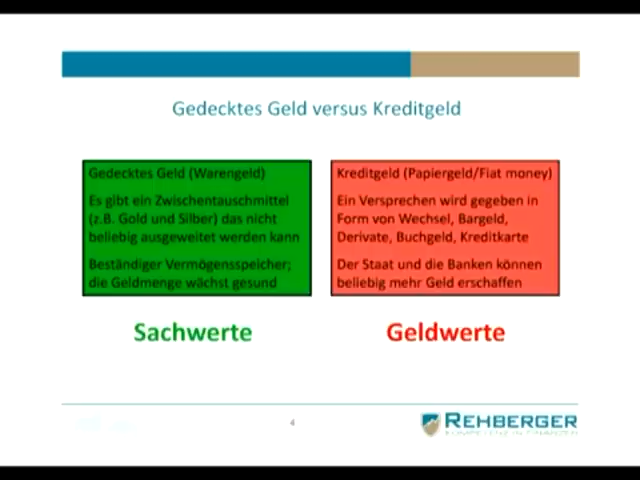 Gedecktes Geld versus Kreditgeld
Gedecktes Geld (Warengeld)
Es gibt ein Zwischentauschmittel
(z.B. Gold und Silber) das nicht
beliebig ausgeweitet werden kann
Beständiger Vermögensspeicher;
die Geldmenge wächst gesund
Sachwerte
Kreditgeld (Papiergeld/Fiat money)
Ein Versprechen wird gegeben in
Form von Wechsel, Bargeld,
Derivate, Buchgeld, Kreditkarte
Der Staat und die Banken können
beliebig mehr Geld erschaffen
Geldwerte
4
REHBERGER